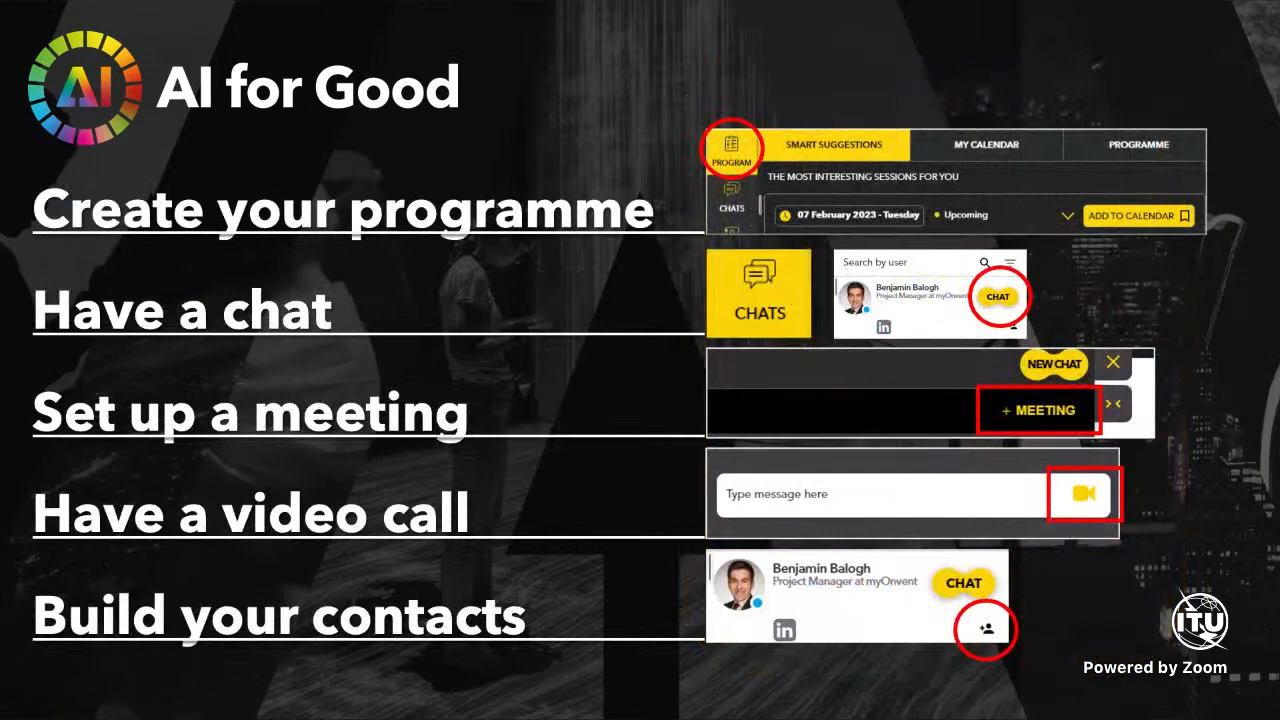 AI
AI for Good
PROGRAM
SMART SUGGESTIONS
MY CALENDAR
PROGRAMME
THE MOST INTERESTING SESSIONS FOR YOU
CHATS
07 February 2023 - Tuesday
Upcoming
ADD TO CALENDAR
Create your programme
Search by user
Benjamin Balogh
Project Manager at myOnvent
CHAT
in
CHATS
Have a chat
NEW CHAT
+ MEETING
Set up a meeting
Type message here
Have a video call
Benjamin Balogh
Project Manager at myOnvent
CHAT
in
Build your contacts
ITU
Powered by Zoom